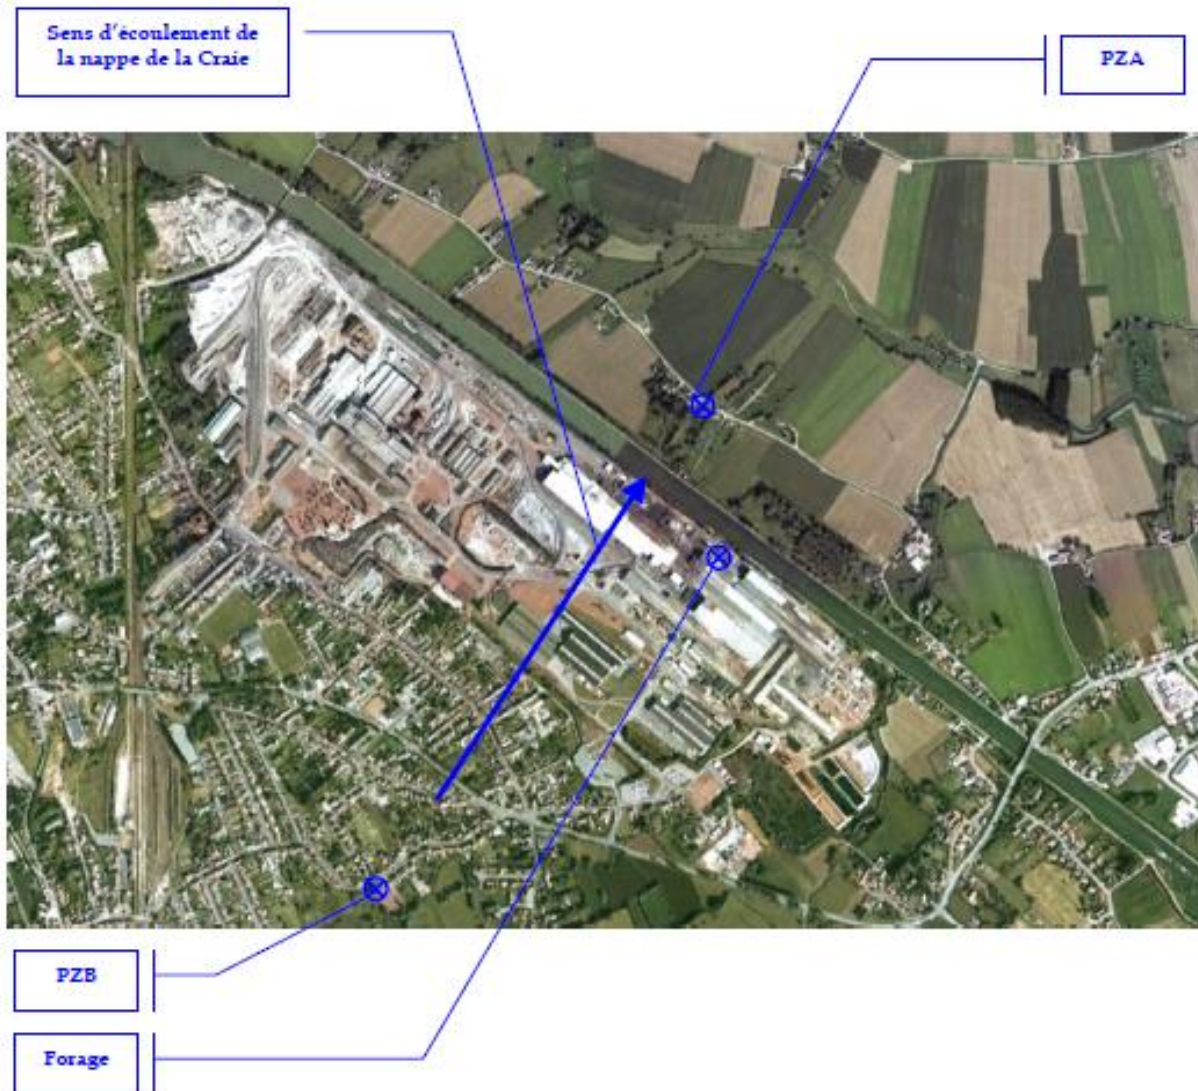 Sens d'écoulement de
la nappe de la Craie
PZA
PZB
Forage